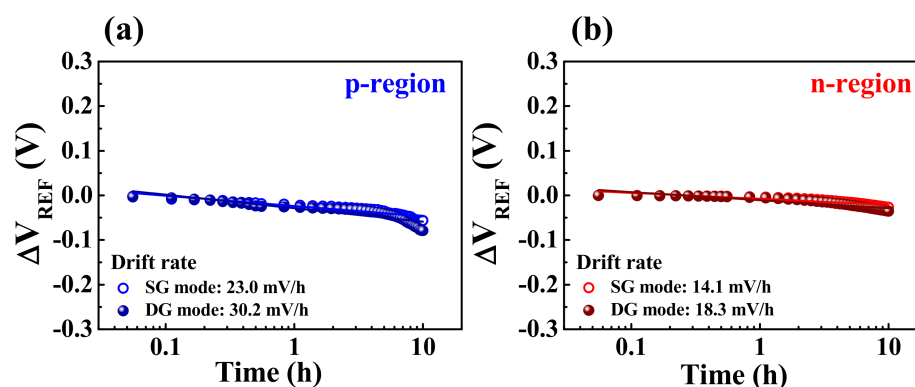 (a)
p-region
ΔV_REF (V)
0.3
0.2
0.1
0.0
-0.1
-0.2
-0.3
Drift rate
SG mode: 23.0 mV/h
DG mode: 30.2 mV/h
0.1
1
10
Time (h)
(b)
n-region
ΔV_REF (V)
0.3
0.2
0.1
0.0
-0.1
-0.2
-0.3
Drift rate
SG mode: 14.1 mV/h
DG mode: 18.3 mV/h
0.1
1
10
Time (h)